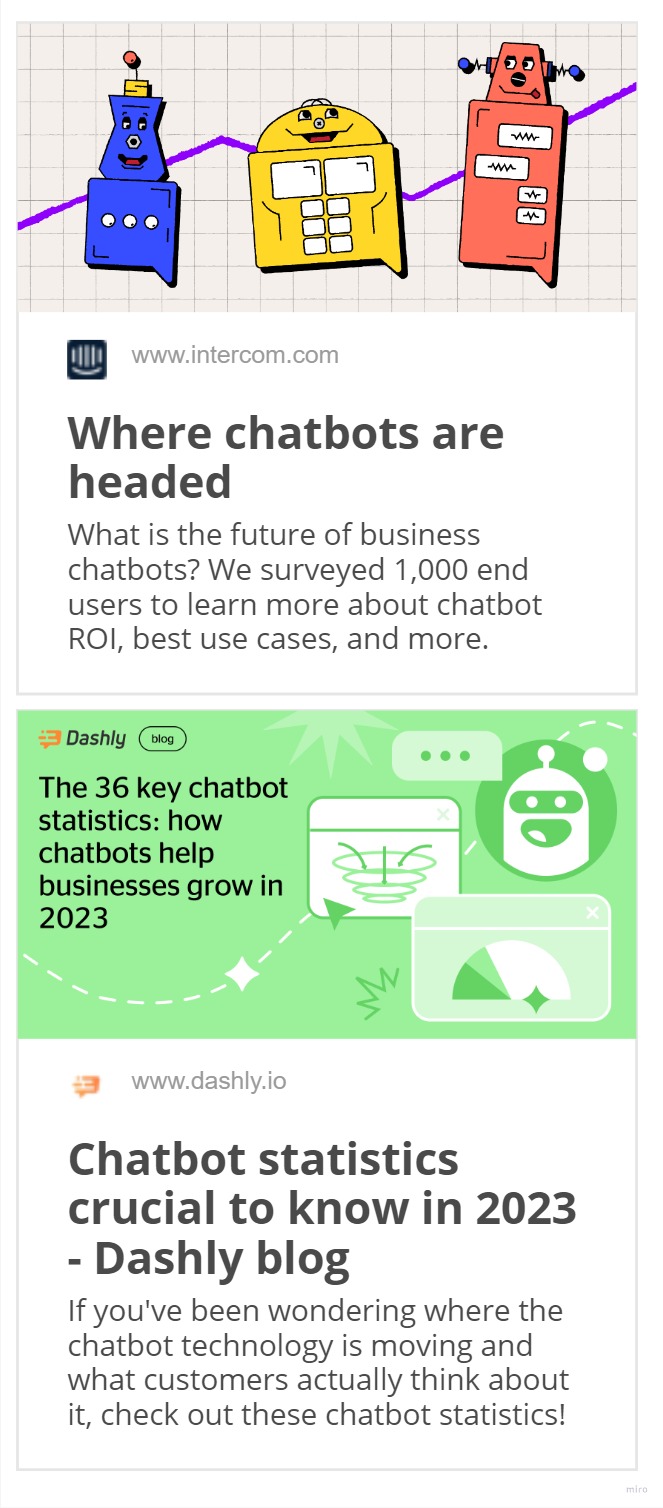 www.intercom.com
Where chatbots are
headed
What is the future of business
chatbots? We surveyed 1,000 end
users to learn more about chatbot
ROI, best use cases, and more.
Dashly blog
The 36 key chatbot
statistics: how
chatbots help
businesses grow in
2023
www.dashly.io
Chatbot statistics
crucial to know in 2023
- Dashly blog
If you've been wondering where the
chatbot technology is moving and
what customers actually think about
it, check out these chatbot statistics!
miro